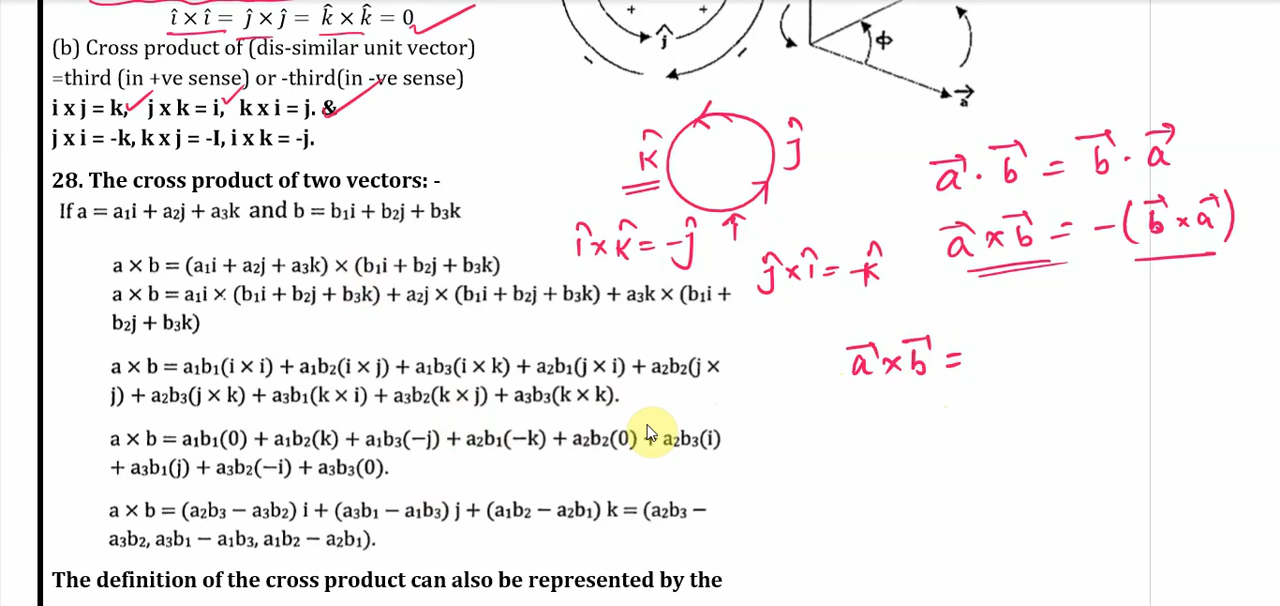 î × î = ĵ × ĵ = k̂ × k̂ = 0
(b) Cross product of (dis-similar unit vector)
=third (in +ve sense) or -third(in -ve sense)
i x j = k, j x k = i, k x i = j. &
j x i = -k, k x j = -I, i x k = -j.
28. The cross product of two vectors: -
If a = a₁i + a₂j + a₃k and b = b₁i + b₂j + b₃k
a × b = (a₁i + a₂j + a₃k) × (b₁i + b₂j + b₃k)
a × b = a₁i × (b₁i + b₂j + b₃k) + a₂j × (b₁i + b₂j + b₃k) + a₃k × (b₁i +
b₂j + b₃k)
a × b = a₁b₁(i × i) + a₁b₂(i × j) + a₁b₃(i × k) + a₂b₁(j × i) + a₂b₂(j ×
j) + a₂b₃(j × k) + a₃b₁(k × i) + a₃b₂(k × j) + a₃b₃(k × k).
a × b = a₁b₁(0) + a₁b₂(k) + a₁b₃(−j) + a₂b₁(−k) + a₂b₂(0) + a₂b₃(i)
+ a₃b₁(j) + a₃b₂(−i) + a₃b₃(0).
a × b = (a₂b₃ − a₃b₂) i + (a₃b₁ − a₁b₃) j + (a₁b₂ − a₂b₁) k = (a₂b₃ −
a₃b₂, a₃b₁ − a₁b₃, a₁b₂ − a₂b₁).
The definition of the cross product can also be represented by the
+ +
ĵ
- -
ϕ
a⃗
k̂ ĵ
î × k̂ = -ĵ
ĵ × î = -k̂
a⃗ . b⃗ = b⃗ . a⃗
a⃗ × b⃗ = -(b⃗ × a⃗)
a⃗ × b⃗ =